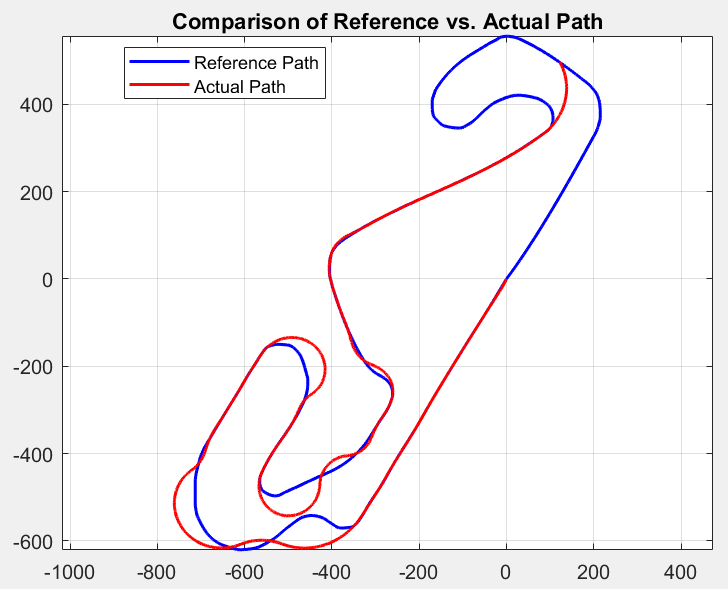 Comparison of Reference vs. Actual Path
Reference Path
Actual Path
400
200
0
-200
-400
-600
-1000 -800 -600 -400 -200 0 200 400